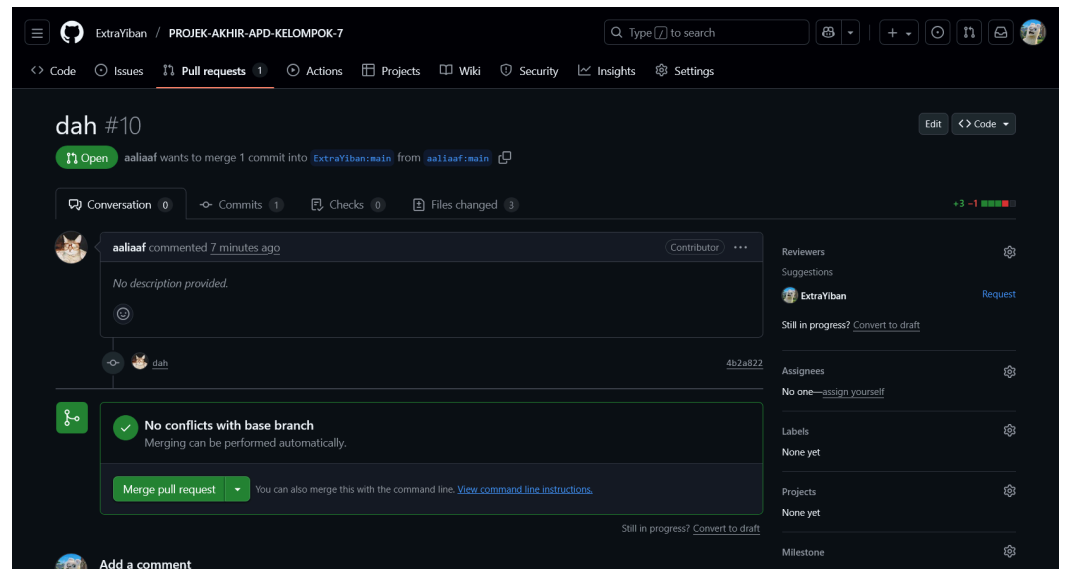 ExtraYiban / PROJEK-AKHIR-APD-KELOMPOK-7
Type / to search
Code Issues Pull requests 1 Actions Projects Wiki Security Insights Settings
dah #10
Edit Code
Open aaliaaf wants to merge 1 commit into ExtraYiban:main from aaliaaf:main
Conversation 0 Commits 1 Checks 0 Files changed 3
+3 −1
aaliaaf commented 7 minutes ago
Contributor
No description provided.
dah
4b2a822
No conflicts with base branch
Merging can be performed automatically.
Merge pull request
You can also merge this with the command line. View command line instructions.
Still in progress? Convert to draft
Add a comment
Reviewers
Suggestions
ExtraYiban
Request
Still in progress? Convert to draft
Assignees
No one—assign yourself
Labels
None yet
Projects
None yet
Milestone